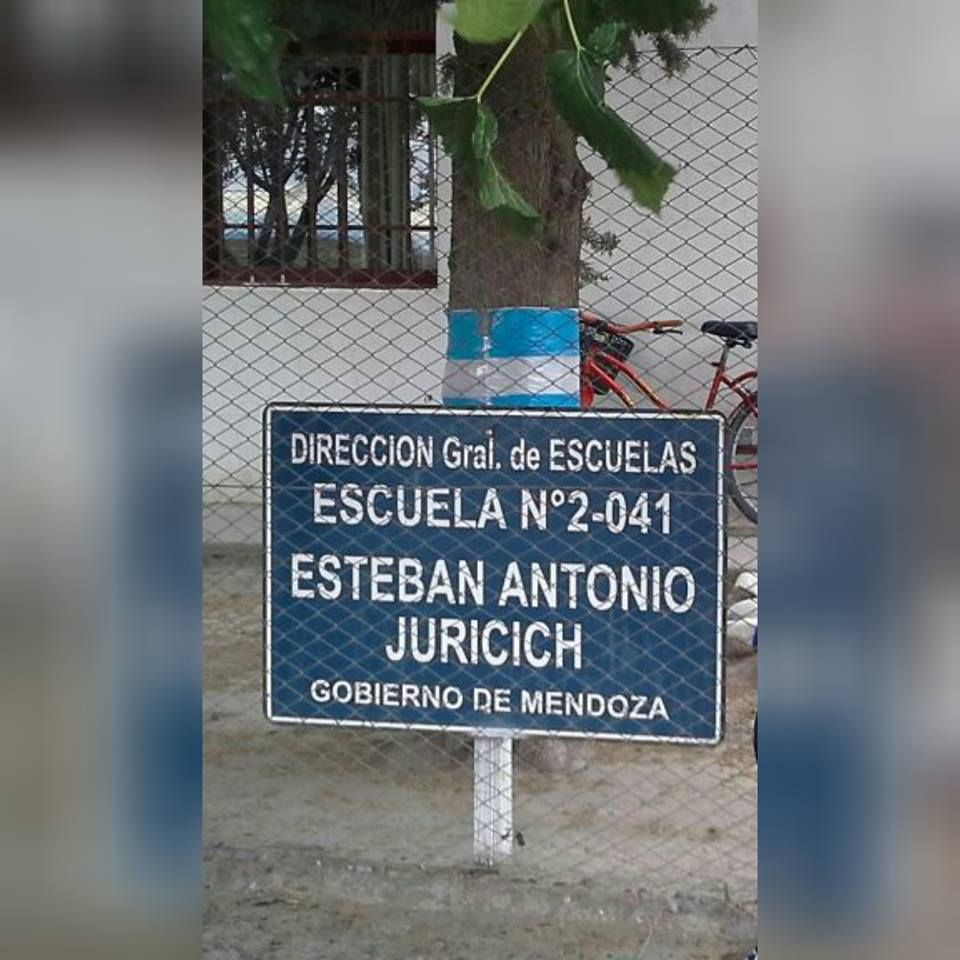 DIRECCION Gral. de ESCUELAS
ESCUELA N°2-041
ESTEBAN ANTONIO
JURICICH
GOBIERNO DE MENDOZA